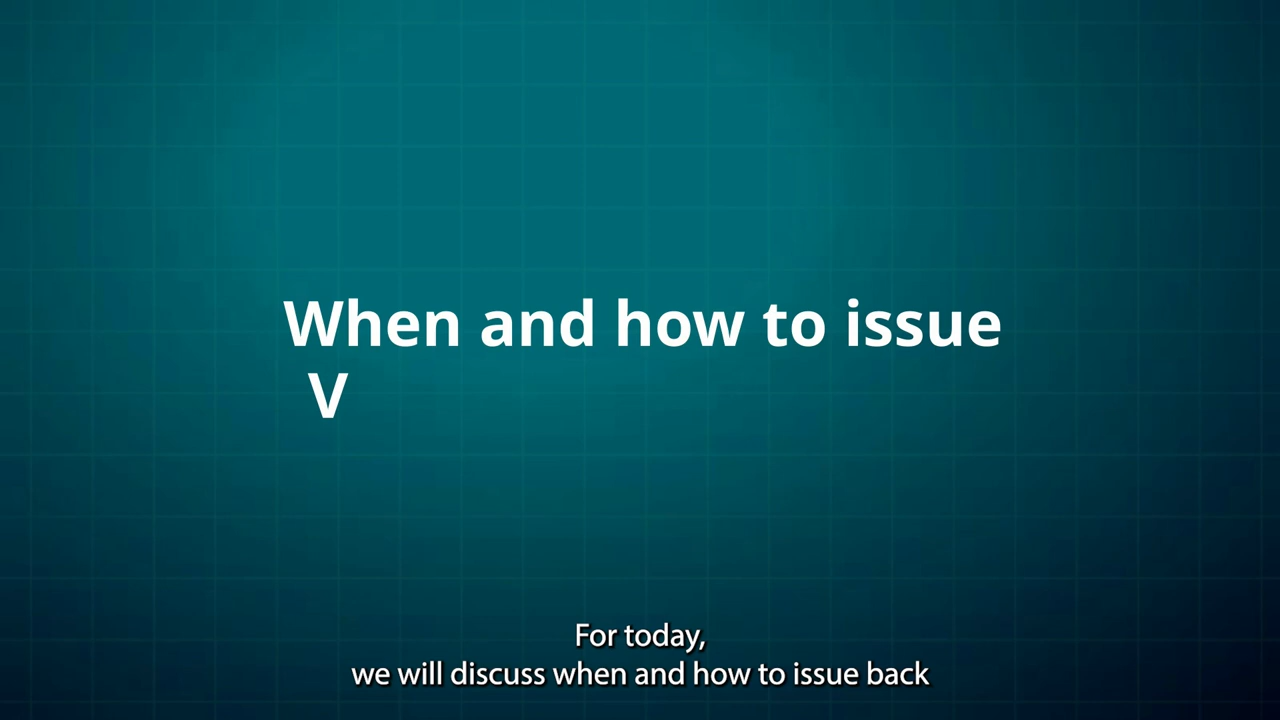 When and how to issue
V
For today,
we will discuss when and how to issue back